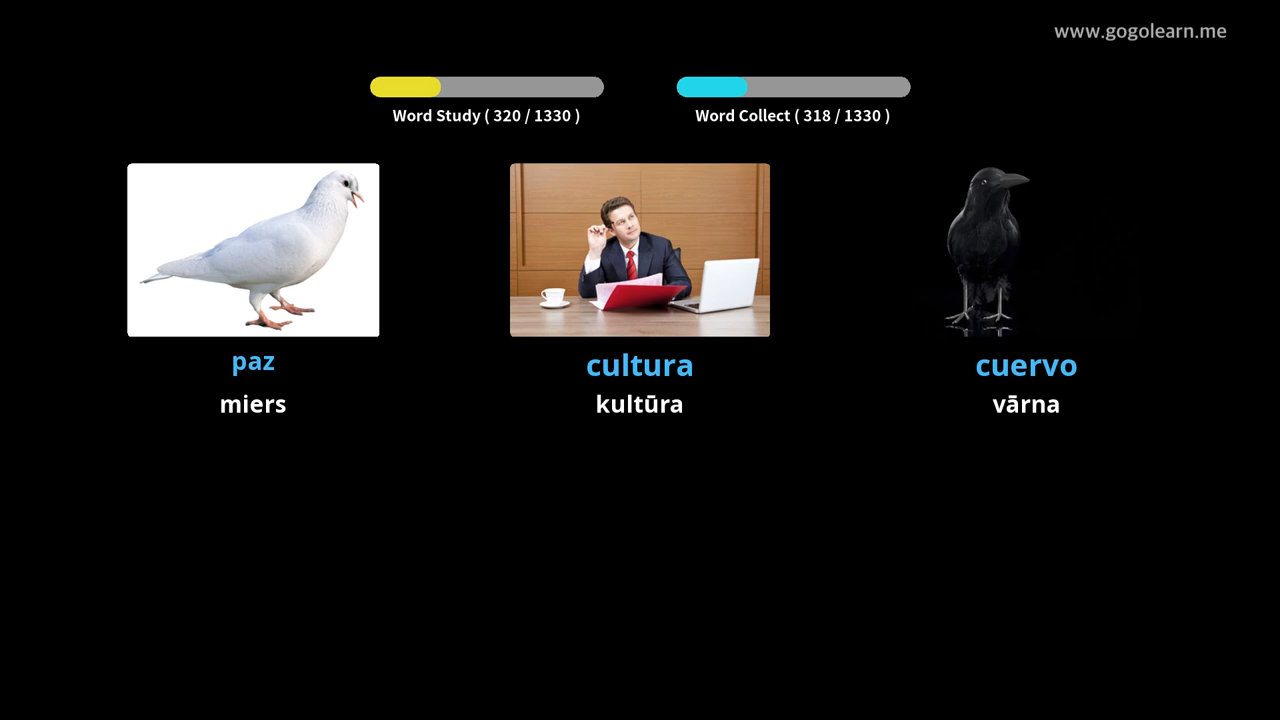 www.gogolearn.me
Word Study ( 320 / 1330 )
Word Collect ( 318 / 1330 )
paz
cultura
cuervo
miers
kultūra
vārna